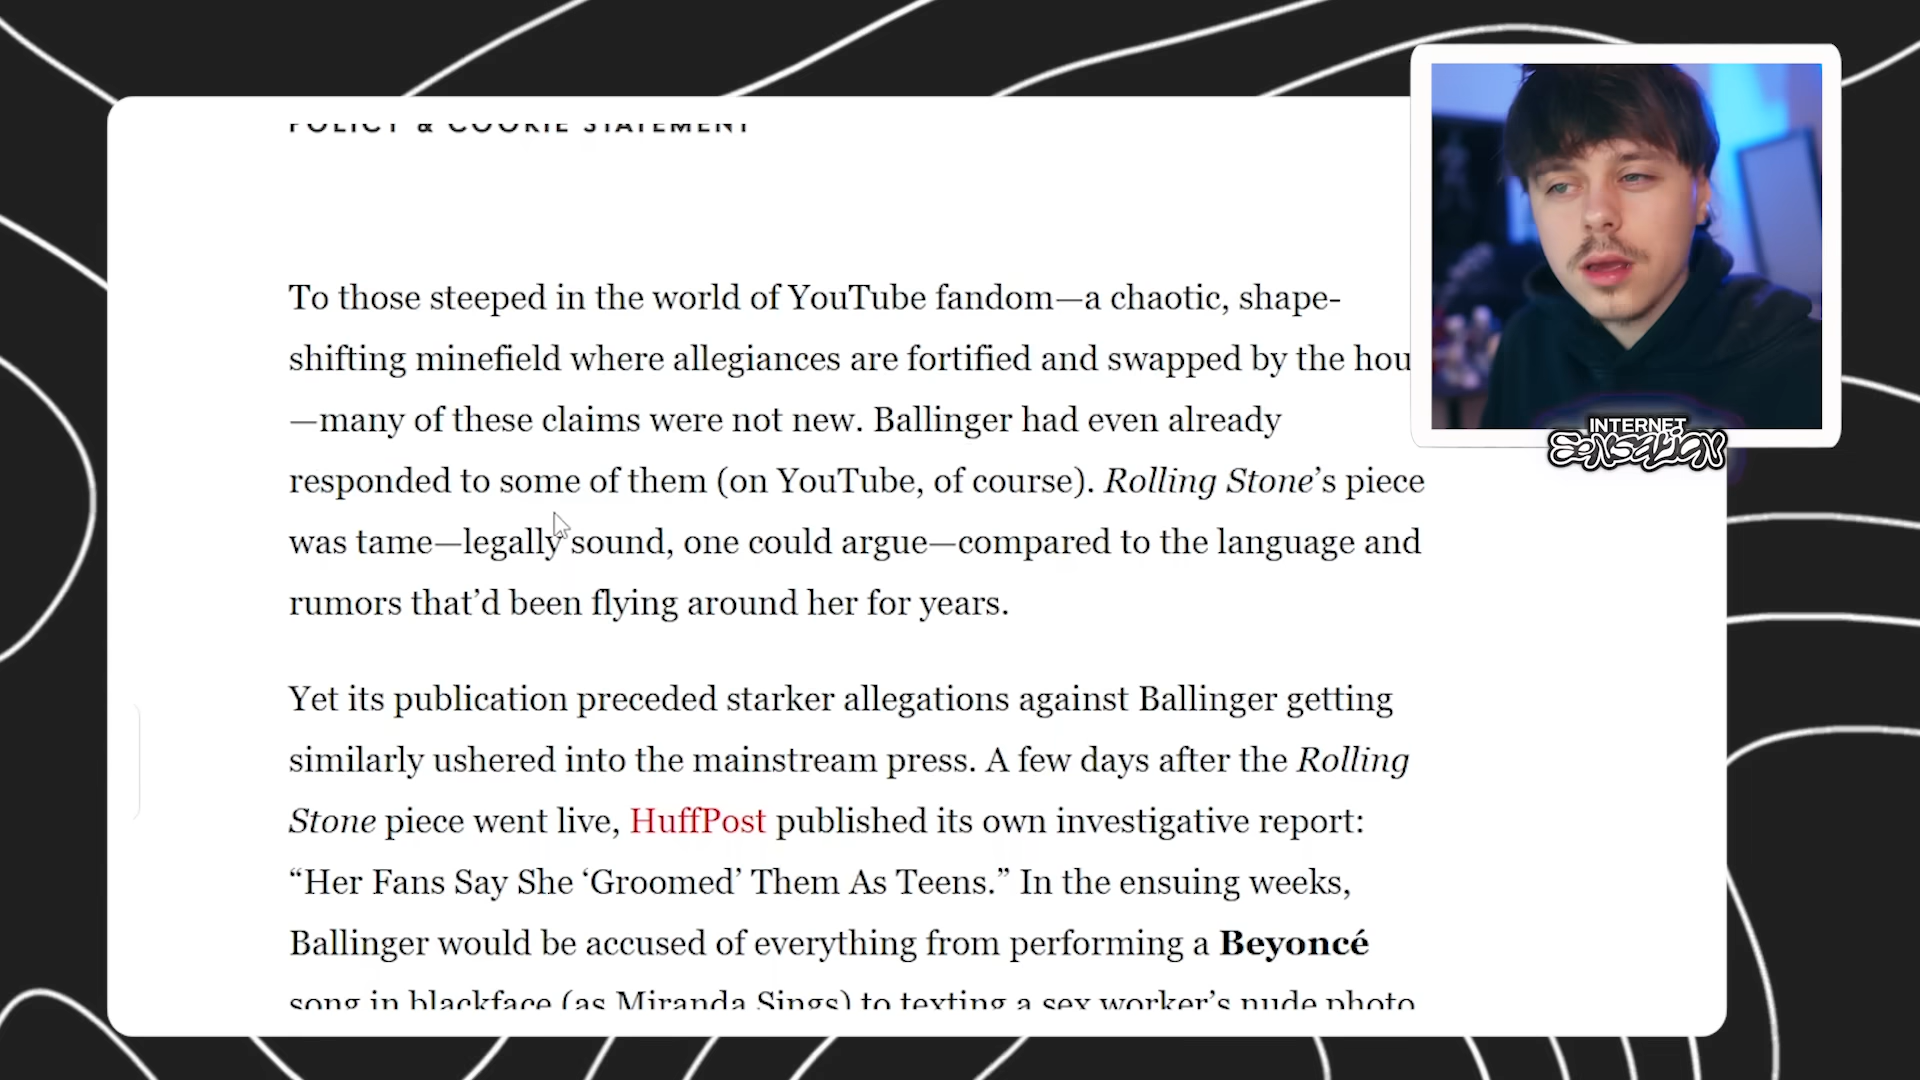 POLICY & COOKIE STATEMENT
To those steeped in the world of YouTube fandom—a chaotic, shape-
shifting minefield where allegiances are fortified and swapped by the hou
—many of these claims were not new. Ballinger had even already
responded to some of them (on YouTube, of course). Rolling Stone’s piece
was tame—legally sound, one could argue—compared to the language and
rumors that’d been flying around her for years.
Yet its publication preceded starker allegations against Ballinger getting
similarly ushered into the mainstream press. A few days after the Rolling
Stone piece went live, HuffPost published its own investigative report:
“Her Fans Say She ‘Groomed’ Them As Teens.” In the ensuing weeks,
Ballinger would be accused of everything from performing a Beyoncé
song in blackface (as Miranda Sings) to texting a sex worker’s nude photo
INTERNET
SENSATION